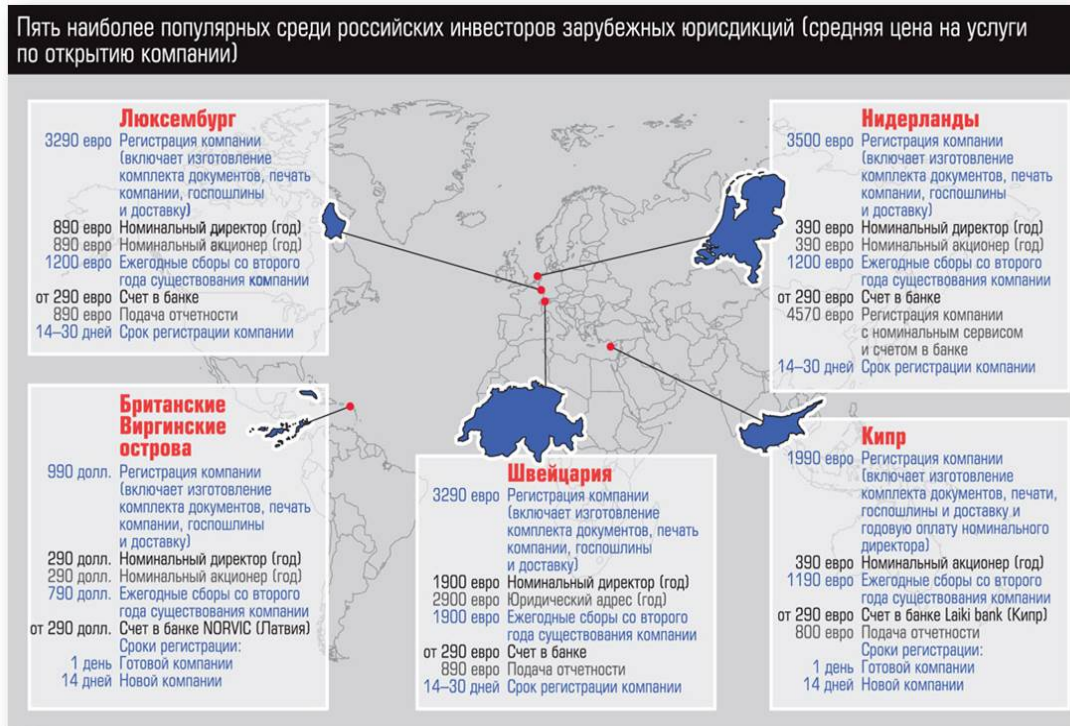 Пять наиболее популярных среди российских инвесторов зарубежных юрисдикций (средняя цена на услуги
по открытию компании)
Люксембург
3290 евро Регистрация компании
(включает изготовление
комплекта документов, печать
компании, госпошлины
и доставку)
890 евро Номинальный директор (год)
890 евро Номинальный акционер (год)
1200 евро Ежегодные сборы со второго
года существования компании
от 290 евро Счет в банке
890 евро Подача отчетности
14–30 дней Срок регистрации компании
Нидерланды
3500 евро Регистрация компании
(включает изготовление
комплекта документов, печать
компании, госпошлины
и доставку)
390 евро Номинальный директор (год)
390 евро Номинальный акционер (год)
1200 евро Ежегодные сборы со второго
года существования компании
от 290 евро Счет в банке
4570 евро Регистрация компании
с номинальным сервисом
и счетом в банке
14–30 дней Срок регистрации компании
Британские
Виргинские
острова
990 долл. Регистрация компании
(включает изготовление
комплекта документов, печать
компании, госпошлины
и доставку)
290 долл. Номинальный директор (год)
290 долл. Номинальный акционер (год)
790 долл. Ежегодные сборы со второго
года существования компании
от 290 долл. Счет в банке NORVIC (Латвия)
Сроки регистрации:
1 день Готовой компании
14 дней Новой компании
Швейцария
3290 евро Регистрация компании
(включает изготовление
комплекта документов, печать
компании, госпошлины
и доставку)
1900 евро Номинальный директор (год)
2900 евро Юридический адрес (год)
1900 евро Ежегодные сборы со второго
года существования компании
от 290 евро Счет в банке
890 евро Подача отчетности
14–30 дней Срок регистрации компании
Кипр
1990 евро Регистрация компании
(включает изготовление
комплекта документов, печати,
госпошлины и доставку и
годовую оплату номинального
директора)
390 евро Номинальный акционер (год)
1190 евро Ежегодные сборы со второго
года существования компании
от 290 евро Счет в банке Laiki bank (Кипр)
800 евро Подача отчетности
Сроки регистрации:
1 день Готовой компании
14 дней Новой компании